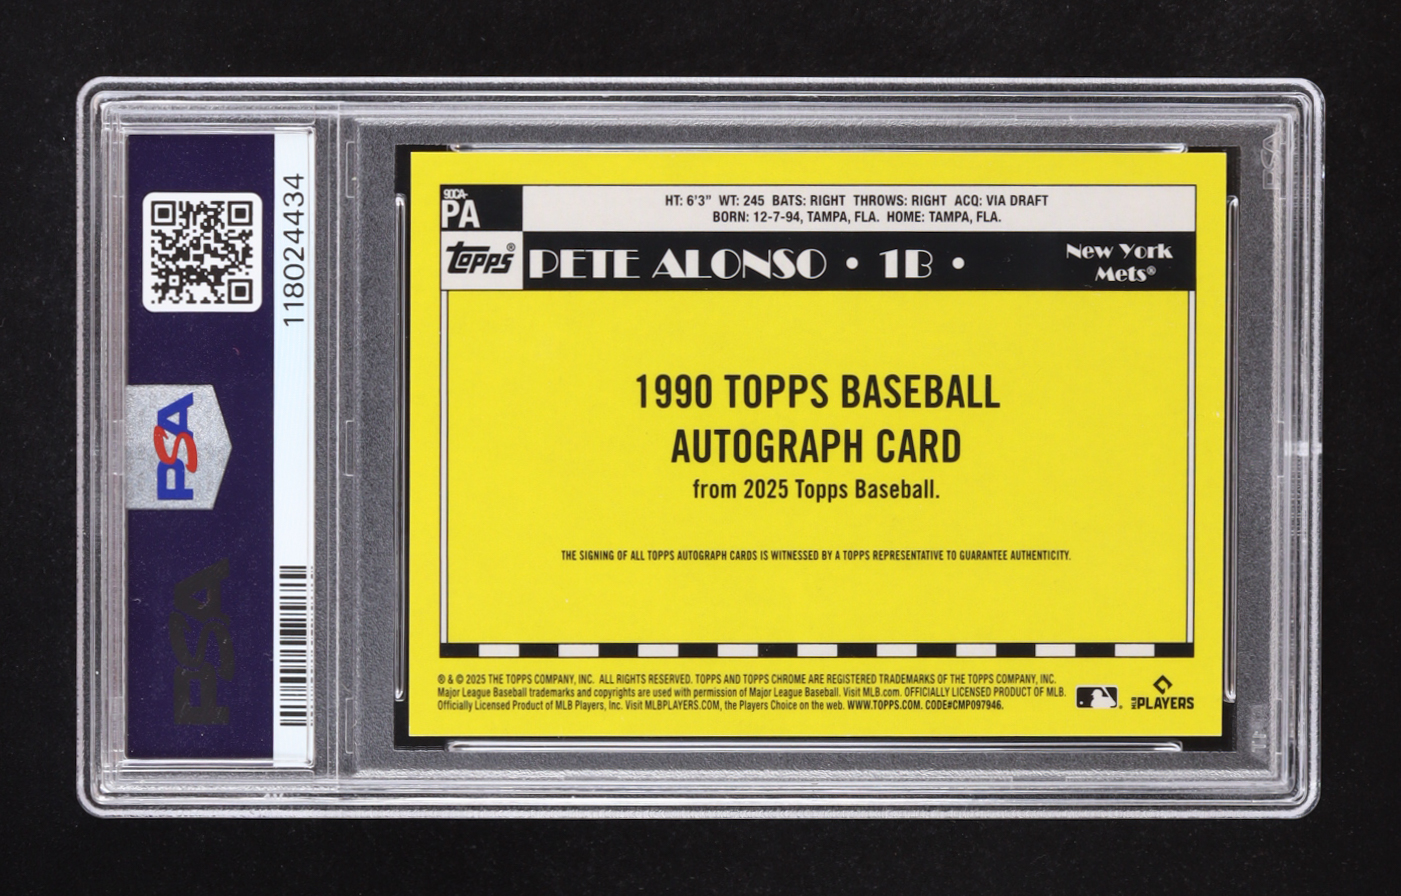 118024434
PSA
PSA
90CA-
PA
HT: 6'3" WT: 245 BATS: RIGHT THROWS: RIGHT ACQ: VIA DRAFT
BORN: 12-7-94, TAMPA, FLA. HOME: TAMPA, FLA.
Topps®
PETE ALONSO • 1B •
New York
Mets®
1990 TOPPS BASEBALL
AUTOGRAPH CARD
from 2025 Topps Baseball.
THE SIGNING OF ALL TOPPS AUTOGRAPH CARDS IS WITNESSED BY A TOPPS REPRESENTATIVE TO GUARANTEE AUTHENTICITY.
® & © 2025 THE TOPPS COMPANY, INC. ALL RIGHTS RESERVED. TOPPS AND TOPPS CHROME ARE REGISTERED TRADEMARKS OF THE TOPPS COMPANY, INC.
Major League Baseball trademarks and copyrights are used with permission of Major League Baseball. Visit MLB.com. OFFICIALLY LICENSED PRODUCT OF MLB.
Officially Licensed Product of MLB Players, Inc. Visit MLBPLAYERS.COM, the Players Choice on the web. WWW.TOPPS.COM. CODE#CMP097946.
MLB PLAYERS
PSA